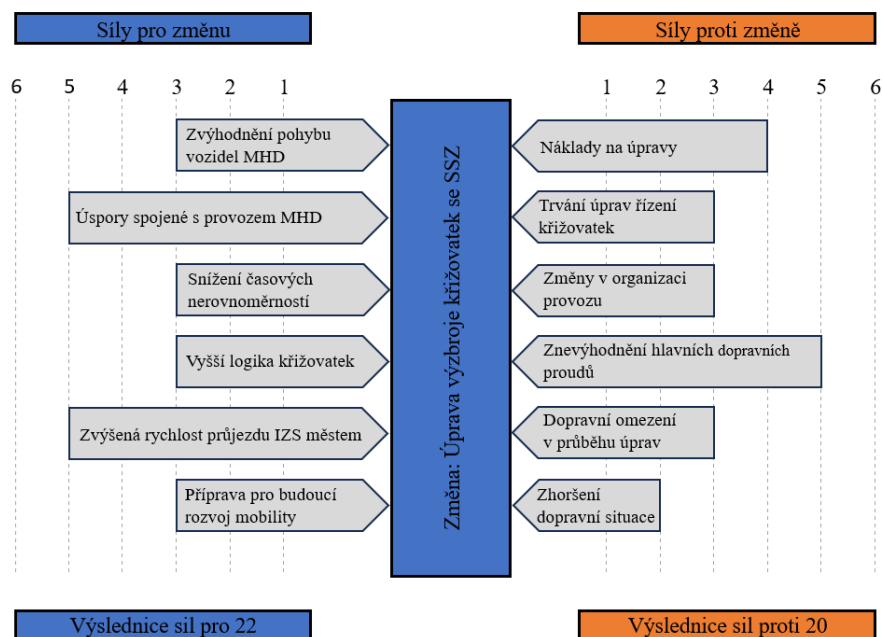 Síly pro změnu
Síly proti změně
6 5 4 3 2 1
1 2 3 4 5 6
Zvýhodnění pohybu
vozidel MHD
Úspory spojené s provozem MHD
Snížení časových
nerovnoměrností
Vyšší logika křižovatek
Zvýšená rychlost průjezdu IZS městem
Příprava pro budoucí
rozvoj mobility
Změna: Úprava výzbroje křižovatek se SSZ
Náklady na úpravy
Trvání úprav řízení
křižovatek
Změny v organizaci
provozu
Znevýhodnění hlavních dopravních
proudů
Dopravní omezení
v průběhu úprav
Zhoršení
dopravní situace
Výslednice sil pro 22
Výslednice sil proti 20